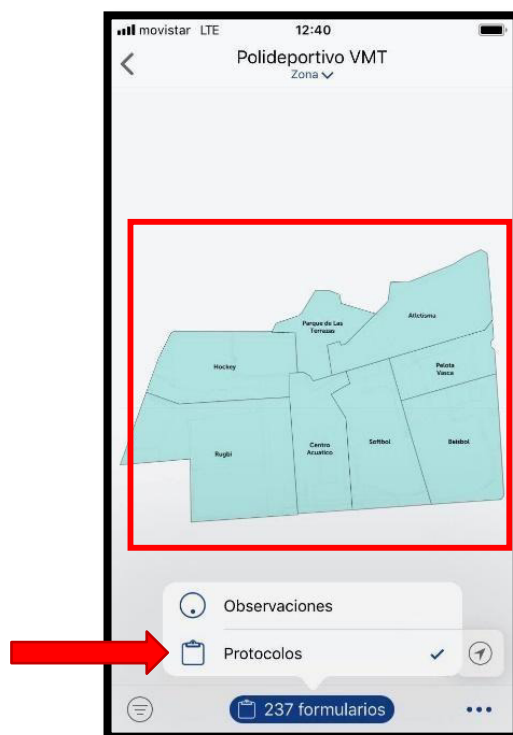 movistar LTE 12:40
Polideportivo VMT
Zona
Parque de Las
Terrazas
Atletismo
Hockey
Pelota
Vasca
Rugbi
Centro
Acuatico
Softbol
Beisbol
Observaciones
Protocolos
237 formularios